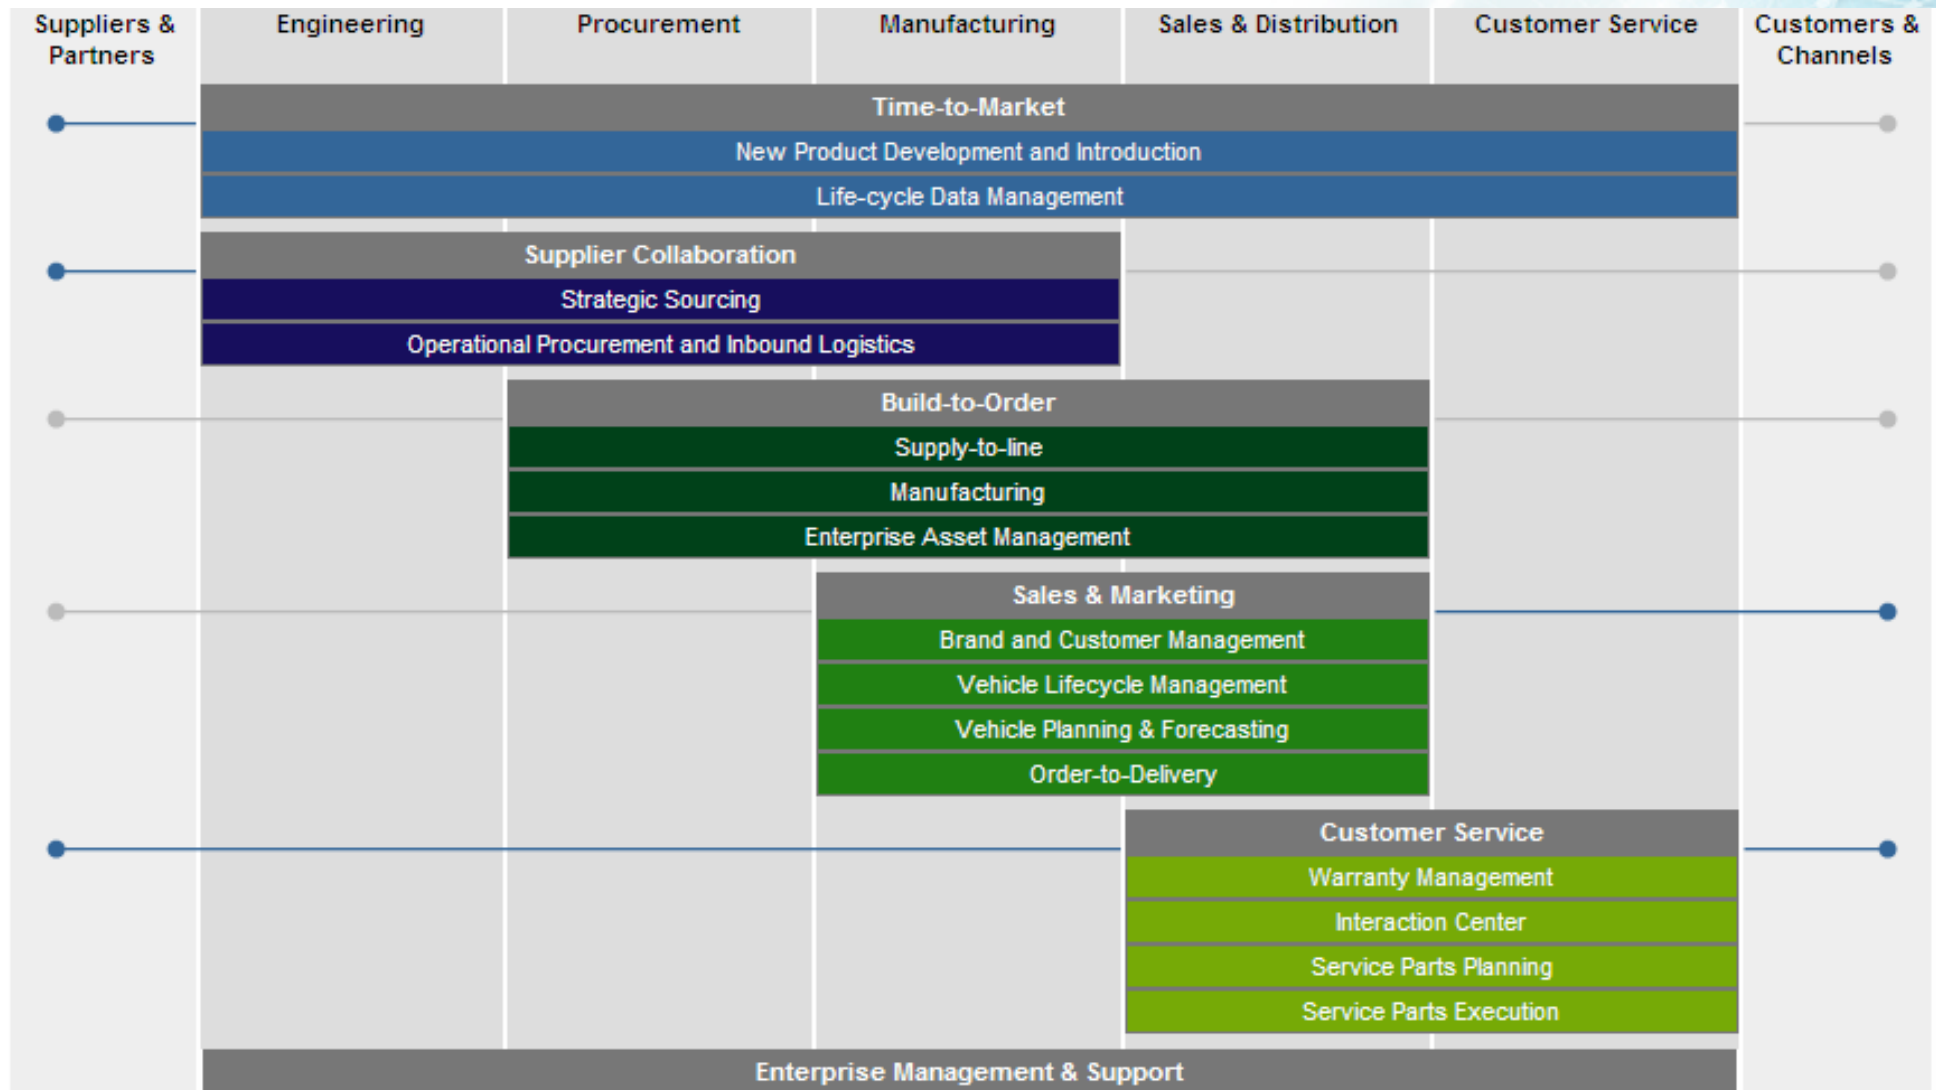 Suppliers &
Partners
Engineering
Procurement
Manufacturing
Sales & Distribution
Customer Service
Customers &
Channels
Time-to-Market
New Product Development and Introduction
Life-cycle Data Management
Supplier Collaboration
Strategic Sourcing
Operational Procurement and Inbound Logistics
Build-to-Order
Supply-to-line
Manufacturing
Enterprise Asset Management
Sales & Marketing
Brand and Customer Management
Vehicle Lifecycle Management
Vehicle Planning & Forecasting
Order-to-Delivery
Customer Service
Warranty Management
Interaction Center
Service Parts Planning
Service Parts Execution
Enterprise Management & Support